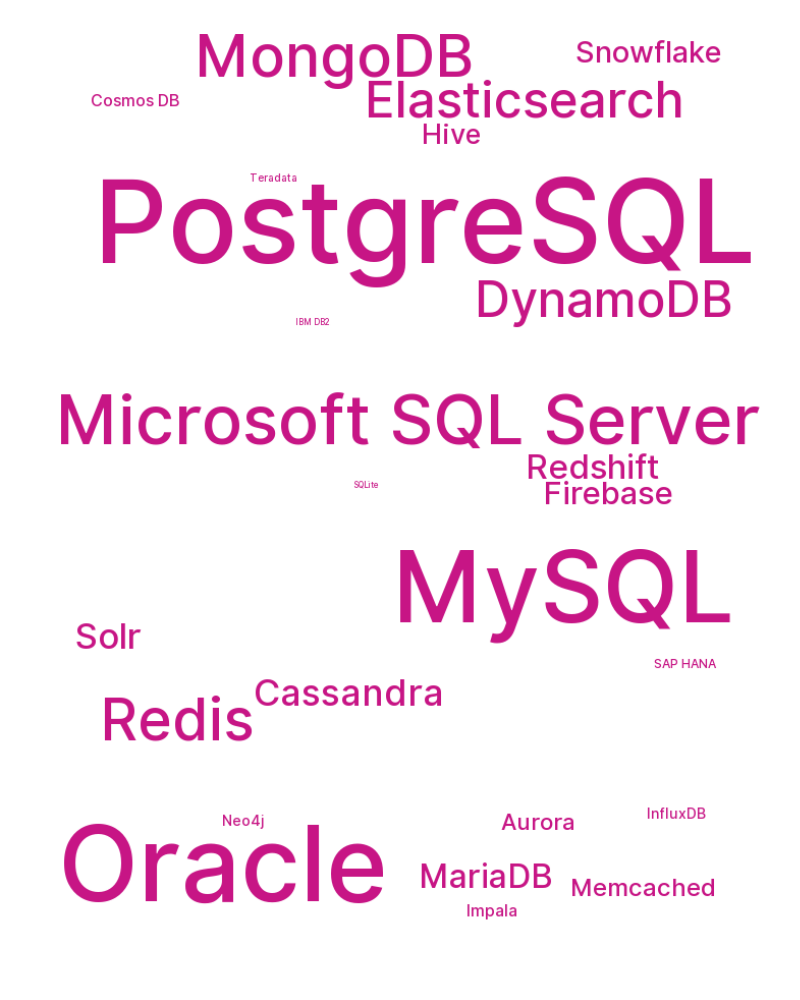 MongoDB
Snowflake
Cosmos DB
Elasticsearch
Hive
Teradata
PostgreSQL
DynamoDB
IBM DB2
Microsoft SQL Server
Redshift
SQLite
Firebase
MySQL
Solr
SAP HANA
Cassandra
Redis
Neo4j
Aurora
InfluxDB
Oracle
MariaDB
Memcached
Impala